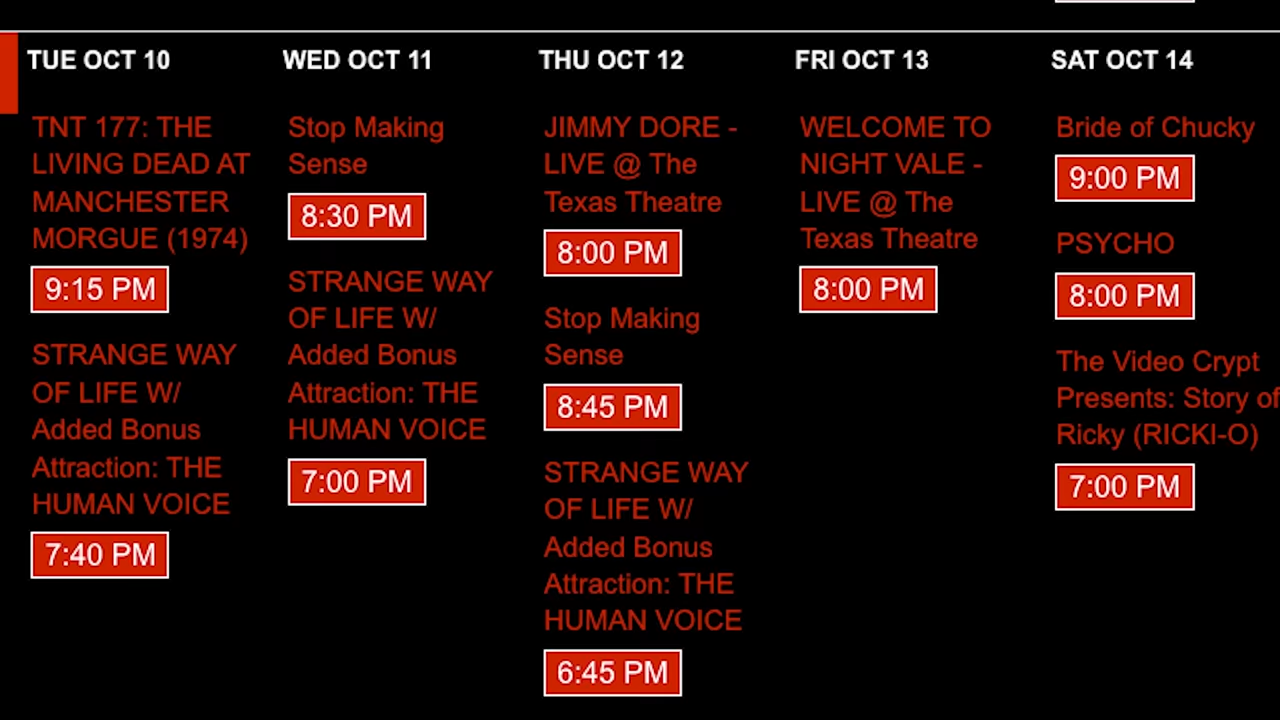 TUE OCT 10
TNT 177: THE
LIVING DEAD AT
MANCHESTER
MORGUE (1974)
9:15 PM
STRANGE WAY
OF LIFE W/
Added Bonus
Attraction: THE
HUMAN VOICE
7:40 PM
WED OCT 11
Stop Making
Sense
8:30 PM
STRANGE WAY
OF LIFE W/
Added Bonus
Attraction: THE
HUMAN VOICE
7:00 PM
THU OCT 12
JIMMY DORE -
LIVE @ The
Texas Theatre
8:00 PM
Stop Making
Sense
8:45 PM
STRANGE WAY
OF LIFE W/
Added Bonus
Attraction: THE
HUMAN VOICE
6:45 PM
FRI OCT 13
WELCOME TO
NIGHT VALE -
LIVE @ The
Texas Theatre
8:00 PM
SAT OCT 14
Bride of Chucky
9:00 PM
PSYCHO
8:00 PM
The Video Crypt
Presents: Story of
Ricky (RICKI-O)
7:00 PM